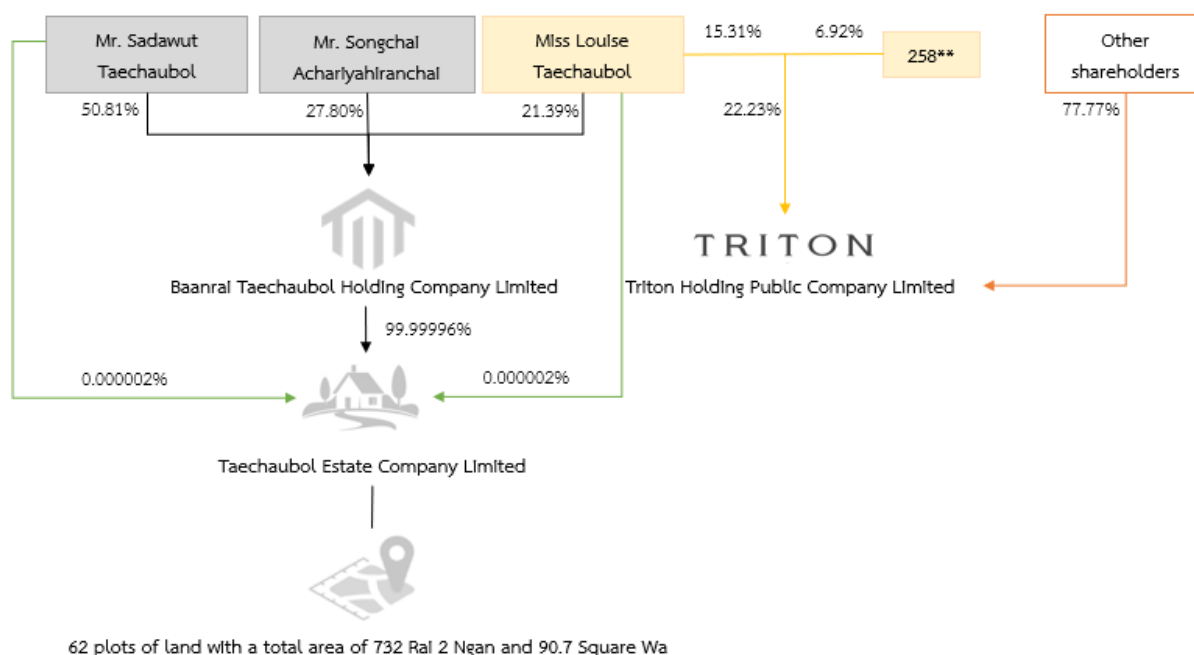 Mr. Sadawut
Taechaubol
Mr. Songchai
Achariyahiranchai
Miss Louise
Taechaubol
15.31%
6.92%
258**
Other
shareholders
50.81%
27.80%
21.39%
22.23%
77.77%
TRITON
Baanrai Taechaubol Holding Company Limited
Triton Holding Public Company Limited
99.99996%
0.000002%
0.000002%
Taechaubol Estate Company Limited
62 plots of land with a total area of 732 Rai 2 Ngan and 90.7 Square Wa